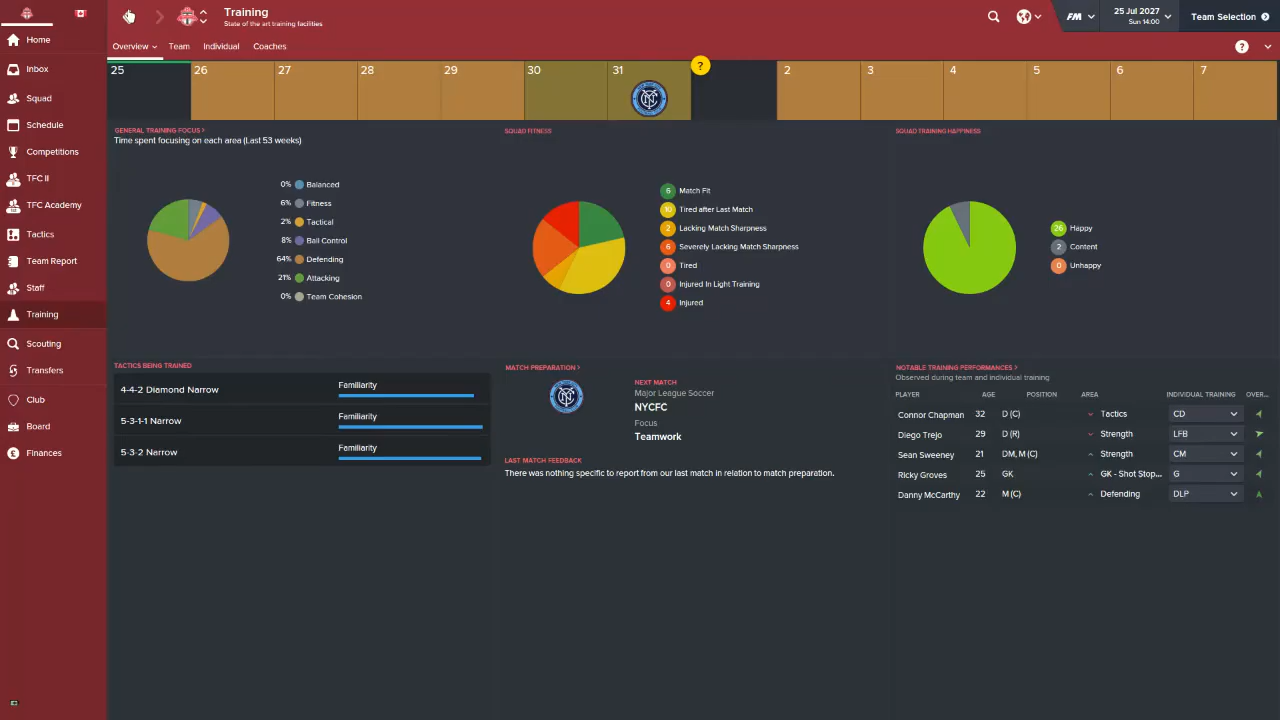 Training
State of the art training facilities
FM
25 Jul 2027
Sun 14:00
Team Selection
Overview Team Individual Coaches
?
Home
Inbox
Squad
Schedule
Competitions
TFC II
TFC Academy
Tactics
Team Report
Staff
Training
Scouting
Transfers
Club
Board
Finances
25 26 27 28 29 30 31 ? 2 3 4 5 6 7
GENERAL TRAINING FOCUS >
Time spent focusing on each area (Last 53 weeks)
0% Balanced
6% Fitness
2% Tactical
8% Ball Control
64% Defending
21% Attacking
0% Team Cohesion
SQUAD FITNESS
6 Match Fit
10 Tired after Last Match
2 Lacking Match Sharpness
6 Severely Lacking Match Sharpness
0 Tired
0 Injured In Light Training
4 Injured
SQUAD TRAINING HAPPINESS
26 Happy
2 Content
0 Unhappy
TACTICS BEING TRAINED
4-4-2 Diamond Narrow Familiarity
5-3-1-1 Narrow Familiarity
5-3-2 Narrow Familiarity
MATCH PREPARATION >
NEXT MATCH
Major League Soccer
NYCFC
Focus
Teamwork
LAST MATCH FEEDBACK
There was nothing specific to report from our last match in relation to match preparation.
NOTABLE TRAINING PERFORMANCES >
Observed during team and individual training
PLAYER AGE POSITION AREA INDIVIDUAL TRAINING OVER...
Connor Chapman 32 D (C) Tactics CD
Diego Trejo 29 D (R) Strength LFB
Sean Sweeney 21 DM, M (C) Strength CM
Ricky Groves 25 GK GK - Shot Stop... G
Danny McCarthy 22 M (C) Defending DLP